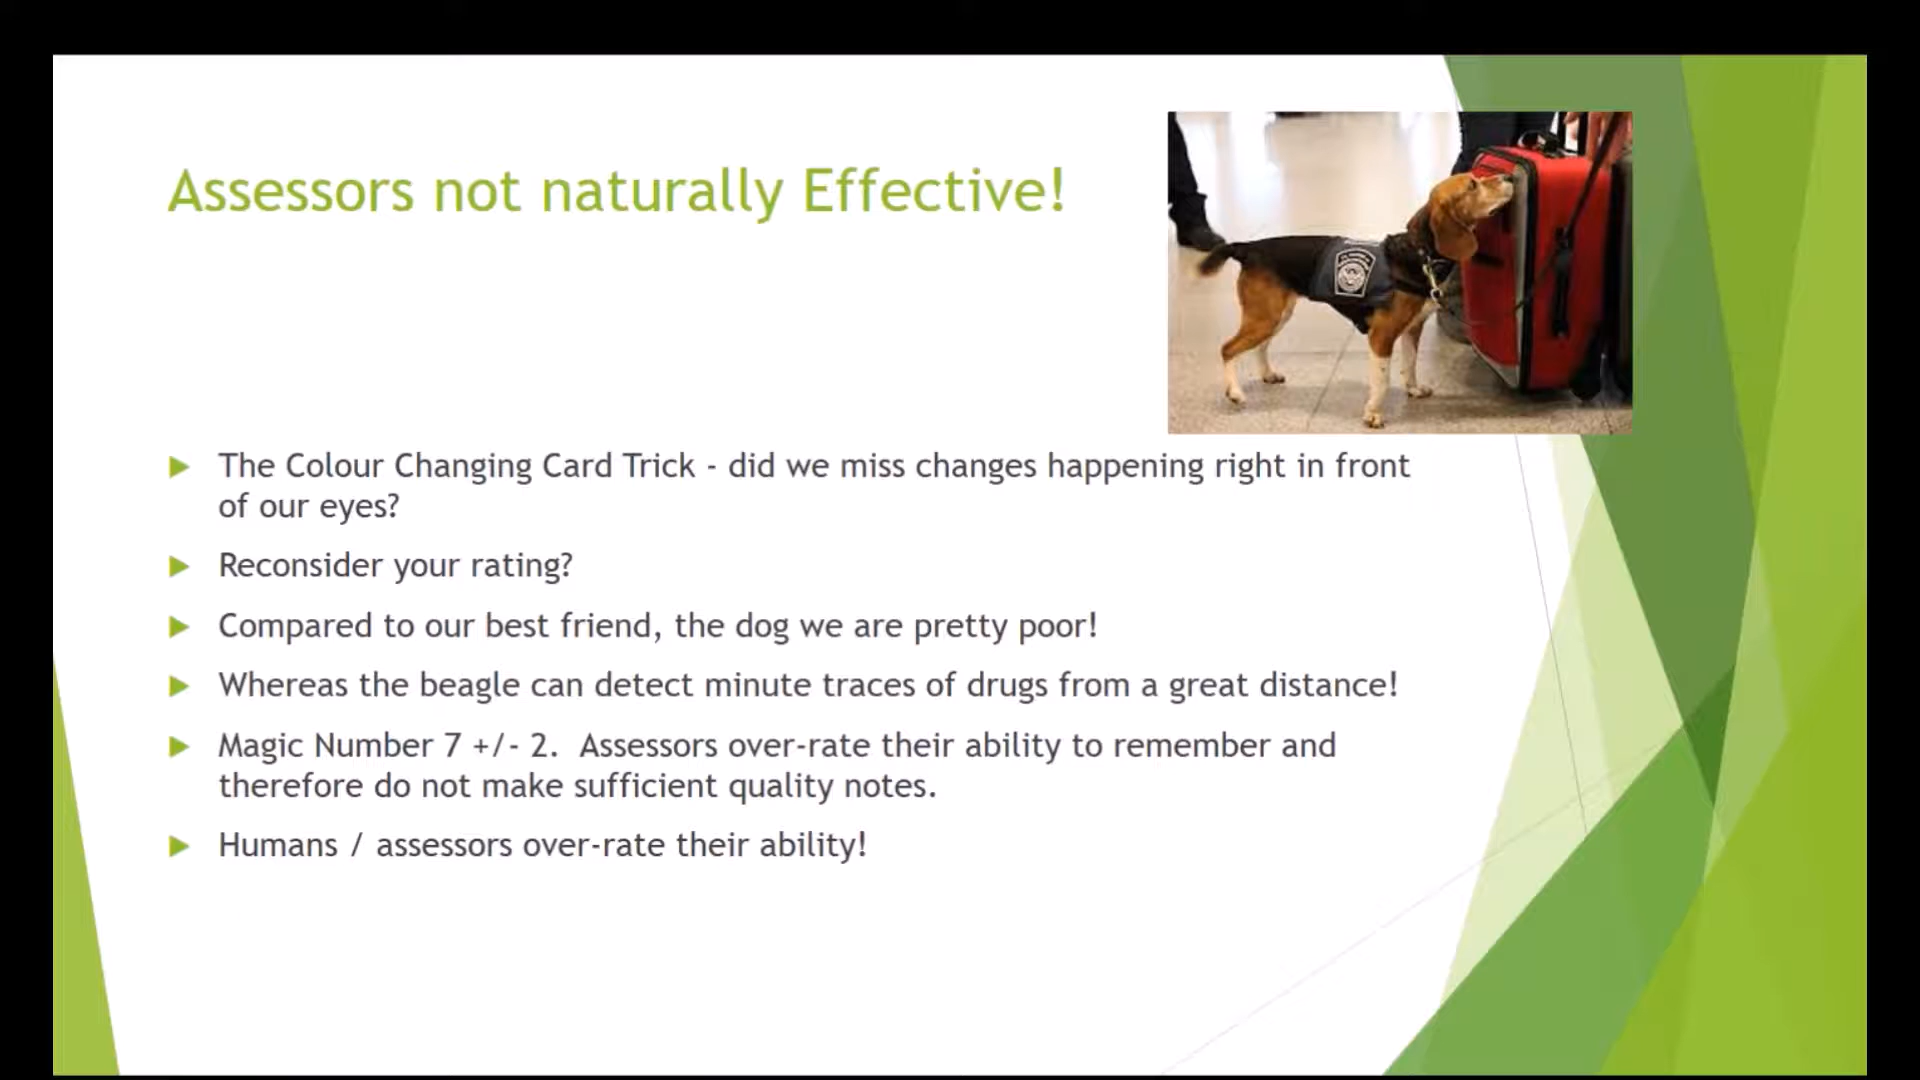 Assessors not naturally Effective!
The Colour Changing Card Trick - did we miss changes happening right in front
of our eyes?
Reconsider your rating?
Compared to our best friend, the dog we are pretty poor!
Whereas the beagle can detect minute traces of drugs from a great distance!
Magic Number 7 +/- 2.  Assessors over-rate their ability to remember and
therefore do not make sufficient quality notes.
Humans / assessors over-rate their ability!